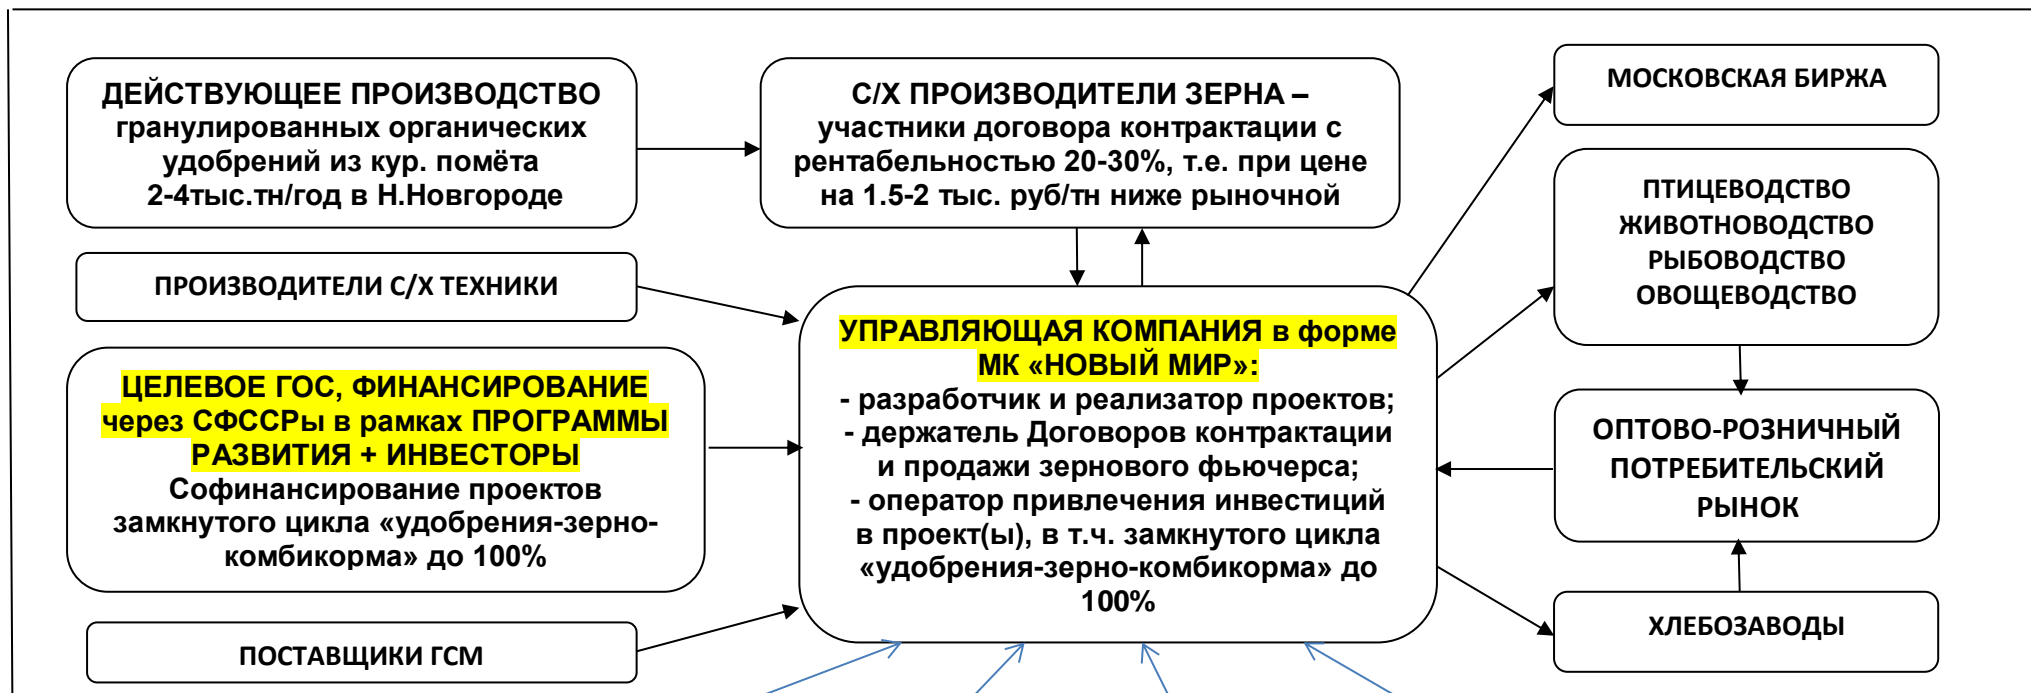 ДЕЙСТВУЮЩЕЕ ПРОИЗВОДСТВО
гранулированных органических
удобрений из кур. помёта
2-4тыс.тн/год в Н.Новгороде
С/Х ПРОИЗВОДИТЕЛИ ЗЕРНА –
участники договора контрактации с
рентабельностью 20-30%, т.е. при цене
на 1.5-2 тыс. руб/тн ниже рыночной
МОСКОВСКАЯ БИРЖА
ПТИЦЕВОДСТВО
ЖИВОТНОВОДСТВО
РЫБОВОДСТВО
ОВОЩЕВОДСТВО
ПРОИЗВОДИТЕЛИ С/Х ТЕХНИКИ
УПРАВЛЯЮЩАЯ КОМПАНИЯ в форме
МК «НОВЫЙ МИР»:
- разработчик и реализатор проектов;
- держатель Договоров контрактации
и продажи зернового фьючерса;
- оператор привлечения инвестиций
в проект(ы), в т.ч. замкнутого цикла
«удобрения-зерно-комбикорма» до
100%
ЦЕЛЕВОЕ ГОС, ФИНАНСИРОВАНИЕ
через СФССРы в рамках ПРОГРАММЫ
РАЗВИТИЯ + ИНВЕСТОРЫ
Софинансирование проектов
замкнутого цикла «удобрения-зерно-
комбикорма» до 100%
ОПТОВО-РОЗНИЧНЫЙ
ПОТРЕБИТЕЛЬСКИЙ
РЫНОК
ПОСТАВЩИКИ ГСМ
ХЛЕБОЗАВОДЫ